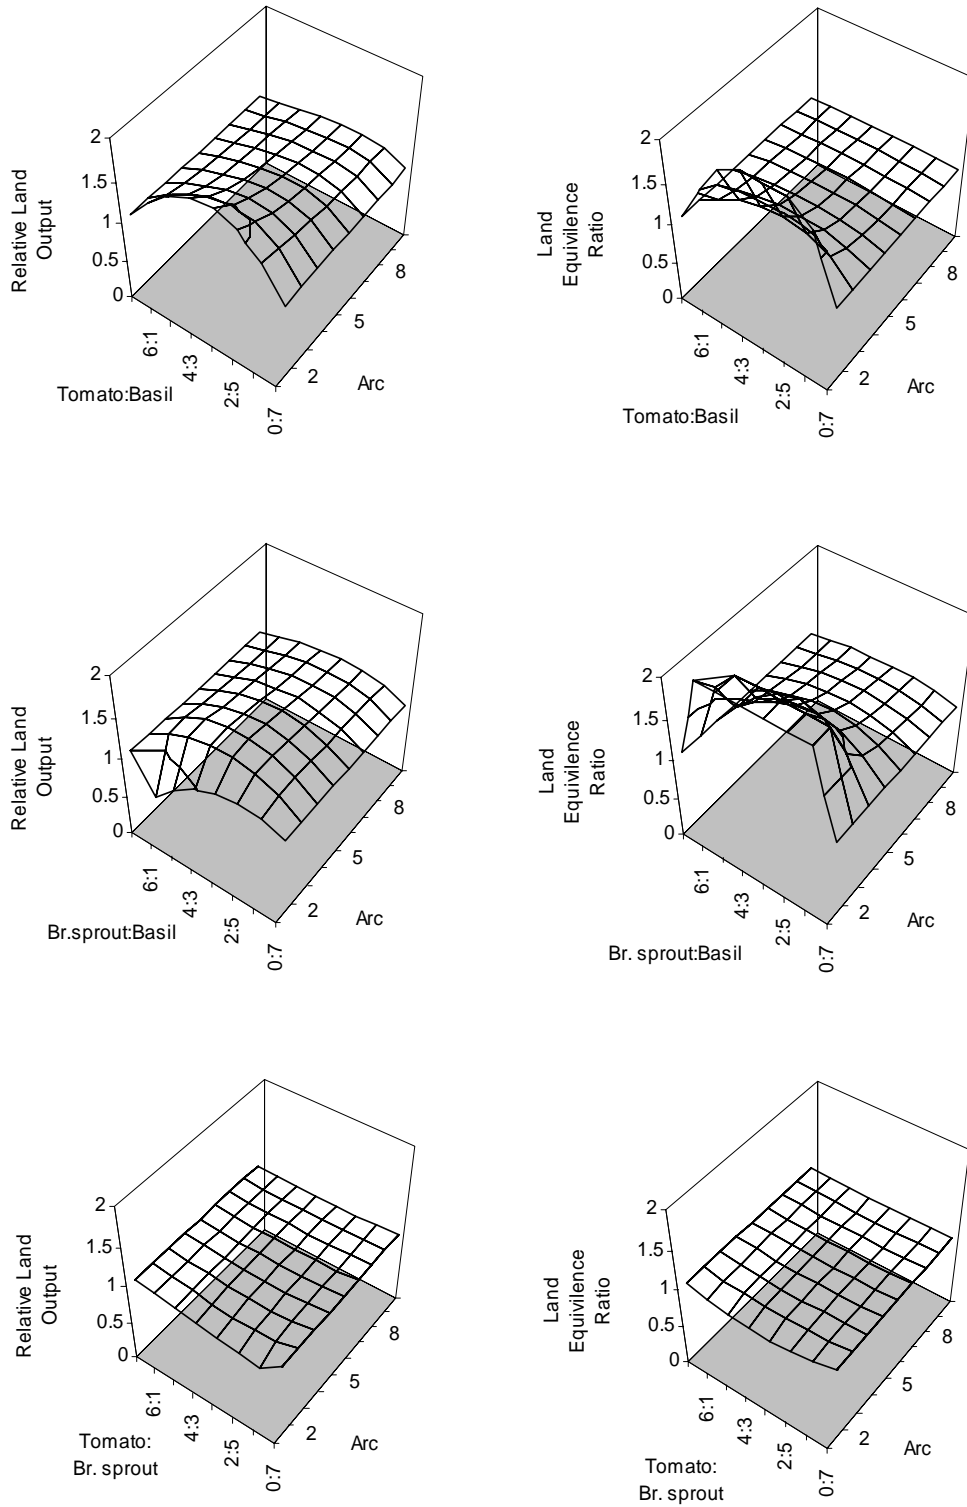 2
1.5
1
0.5
0
Relative Land
Output
6:1
4:3
2:5
0:7
Tomato:Basil
2
5
8
Arc
2
1.5
1
0.5
0
Land
Equivilence
Ratio
6:1
4:3
2:5
0:7
Tomato:Basil
2
5
8
Arc
2
1.5
1
0.5
0
Relative Land
Output
6:1
4:3
2:5
0:7
Br.sprout:Basil
2
5
8
Arc
2
1.5
1
0.5
0
Land
Equivilence
Ratio
6:1
4:3
2:5
0:7
Br. sprout:Basil
2
5
8
Arc
2
1.5
1
0.5
0
Relative Land
Output
6:1
4:3
2:5
0:7
Tomato:
Br. sprout
2
5
8
Arc
2
1.5
1
0.5
0
Land
Equivilence
Ratio
6:1
4:3
2:5
0:7
Tomato:
Br. sprout
2
5
8
Arc